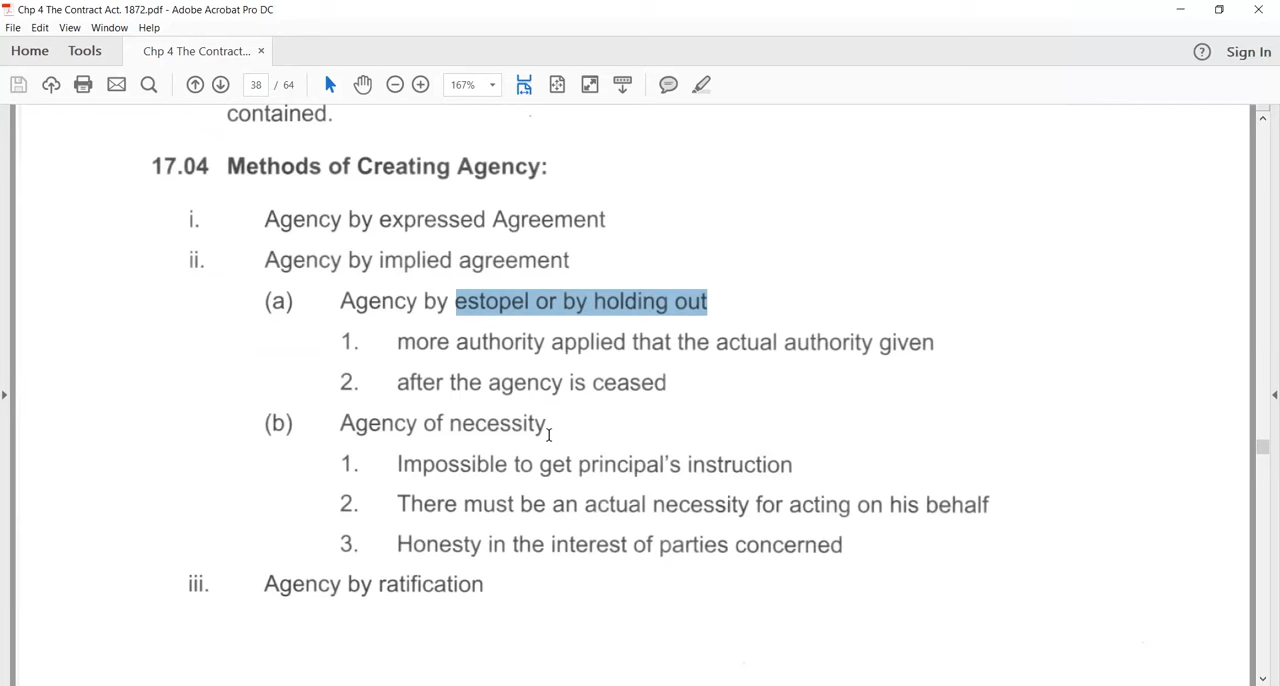 Chp 4 The Contract Act. 1872.pdf - Adobe Acrobat Pro DC
File Edit View Window Help
Home Tools Chp 4 The Contract... × Sign In
38 / 64 167%
contained.
17.04 Methods of Creating Agency:
i. Agency by expressed Agreement
ii. Agency by implied agreement
(a) Agency by estopel or by holding out
1. more authority applied that the actual authority given
2. after the agency is ceased
(b) Agency of necessity
1. Impossible to get principal's instruction
2. There must be an actual necessity for acting on his behalf
3. Honesty in the interest of parties concerned
iii. Agency by ratification